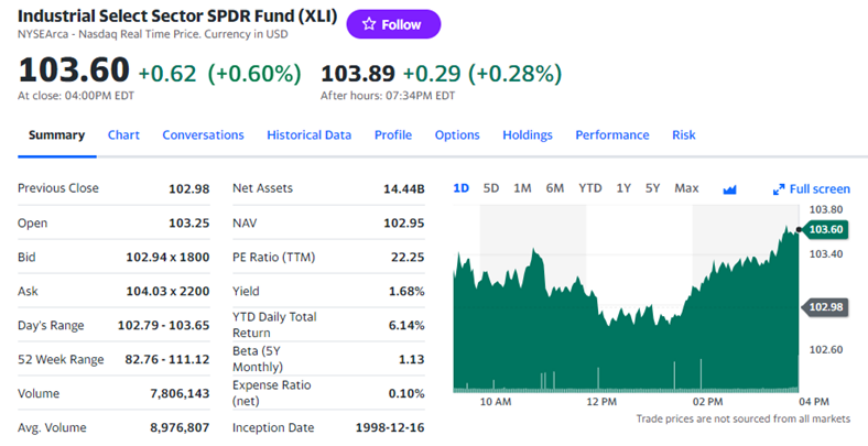 Industrial Select Sector SPDR Fund (XLI)
Follow
NYSEArca - Nasdaq Real Time Price. Currency in USD
103.60 +0.62 (+0.60%) 103.89 +0.29 (+0.28%)
At close: 04:00PM EDT After hours: 07:34PM EDT
Summary Chart Conversations Historical Data Profile Options Holdings Performance Risk
Previous Close 102.98
Open 103.25
Bid 102.94 x 1800
Ask 104.03 x 2200
Day's Range 102.79 - 103.65
52 Week Range 82.76 - 111.12
Volume 7,806,143
Avg. Volume 8,976,807
Net Assets 14.44B
NAV 102.95
PE Ratio (TTM) 22.25
Yield 1.68%
YTD Daily Total
Return 6.14%
Beta (5Y
Monthly) 1.13
Expense Ratio
(net) 0.10%
Inception Date 1998-12-16
1D 5D 1M 6M YTD 1Y 5Y Max Full screen
103.80
103.60
103.40
102.98
102.60
10 AM 12 PM 02 PM 04 PM
Trade prices are not sourced from all markets